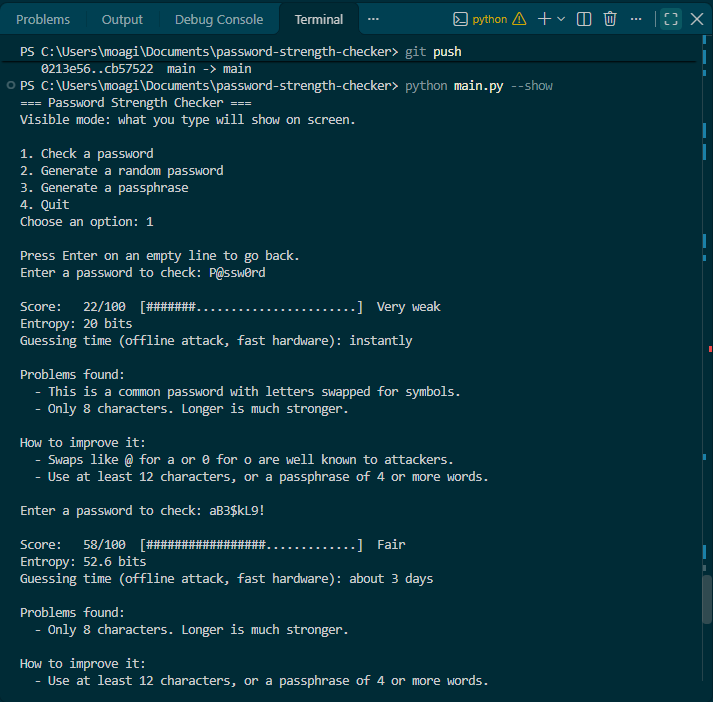 Problems Output Debug Console Terminal ··· python + ···
PS C:\Users\moagi\Documents\password-strength-checker> git push
   0213e56..cb57522  main -> main
PS C:\Users\moagi\Documents\password-strength-checker> python main.py --show
=== Password Strength Checker ===
Visible mode: what you type will show on screen.

1. Check a password
2. Generate a random password
3. Generate a passphrase
4. Quit
Choose an option: 1

Press Enter on an empty line to go back.
Enter a password to check: P@ssw0rd

Score:   22/100  [#######.......................]  Very weak
Entropy: 20 bits
Guessing time (offline attack, fast hardware): instantly

Problems found:
  - This is a common password with letters swapped for symbols.
  - Only 8 characters. Longer is much stronger.

How to improve it:
  - Swaps like @ for a or 0 for o are well known to attackers.
  - Use at least 12 characters, or a passphrase of 4 or more words.

Enter a password to check: aB3$kL9!

Score:   58/100  [#################.............]  Fair
Entropy: 52.6 bits
Guessing time (offline attack, fast hardware): about 3 days

Problems found:
  - Only 8 characters. Longer is much stronger.

How to improve it:
  - Use at least 12 characters, or a passphrase of 4 or more words.